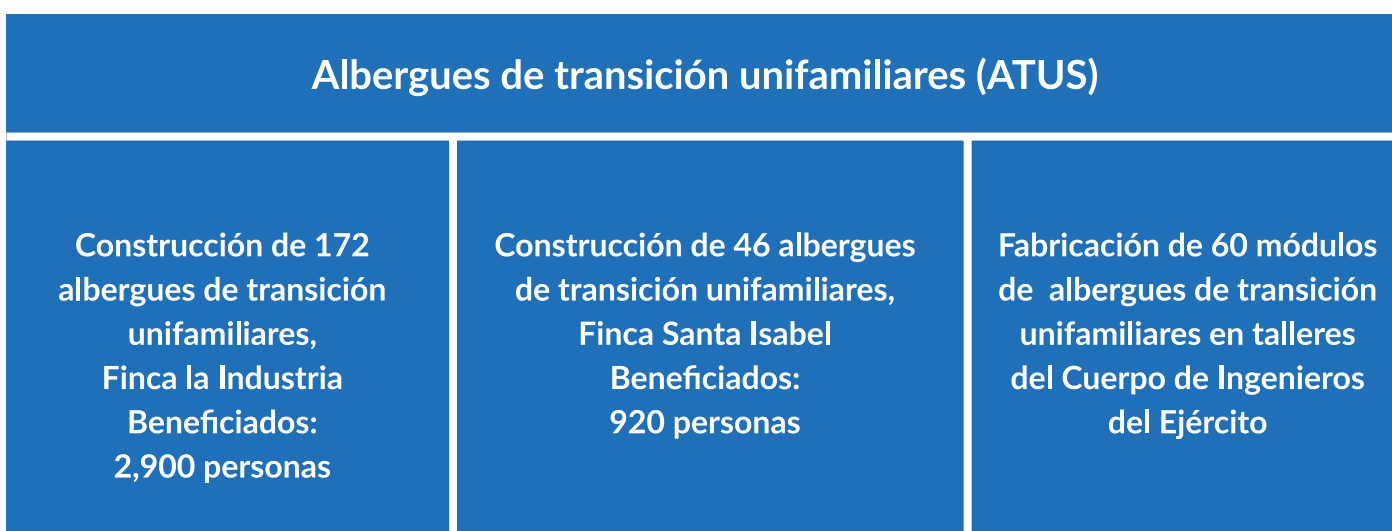 Albergues de transición unifamiliares (ATUS)
Construcción de 172
albergues de transición
unifamiliares,
Finca la Industria
Beneficiados:
2,900 personas
Construcción de 46 albergues
de transición unifamiliares,
Finca Santa Isabel
Beneficiados:
920 personas
Fabricación de 60 módulos
de albergues de transición
unifamiliares en talleres
del Cuerpo de Ingenieros
del Ejército